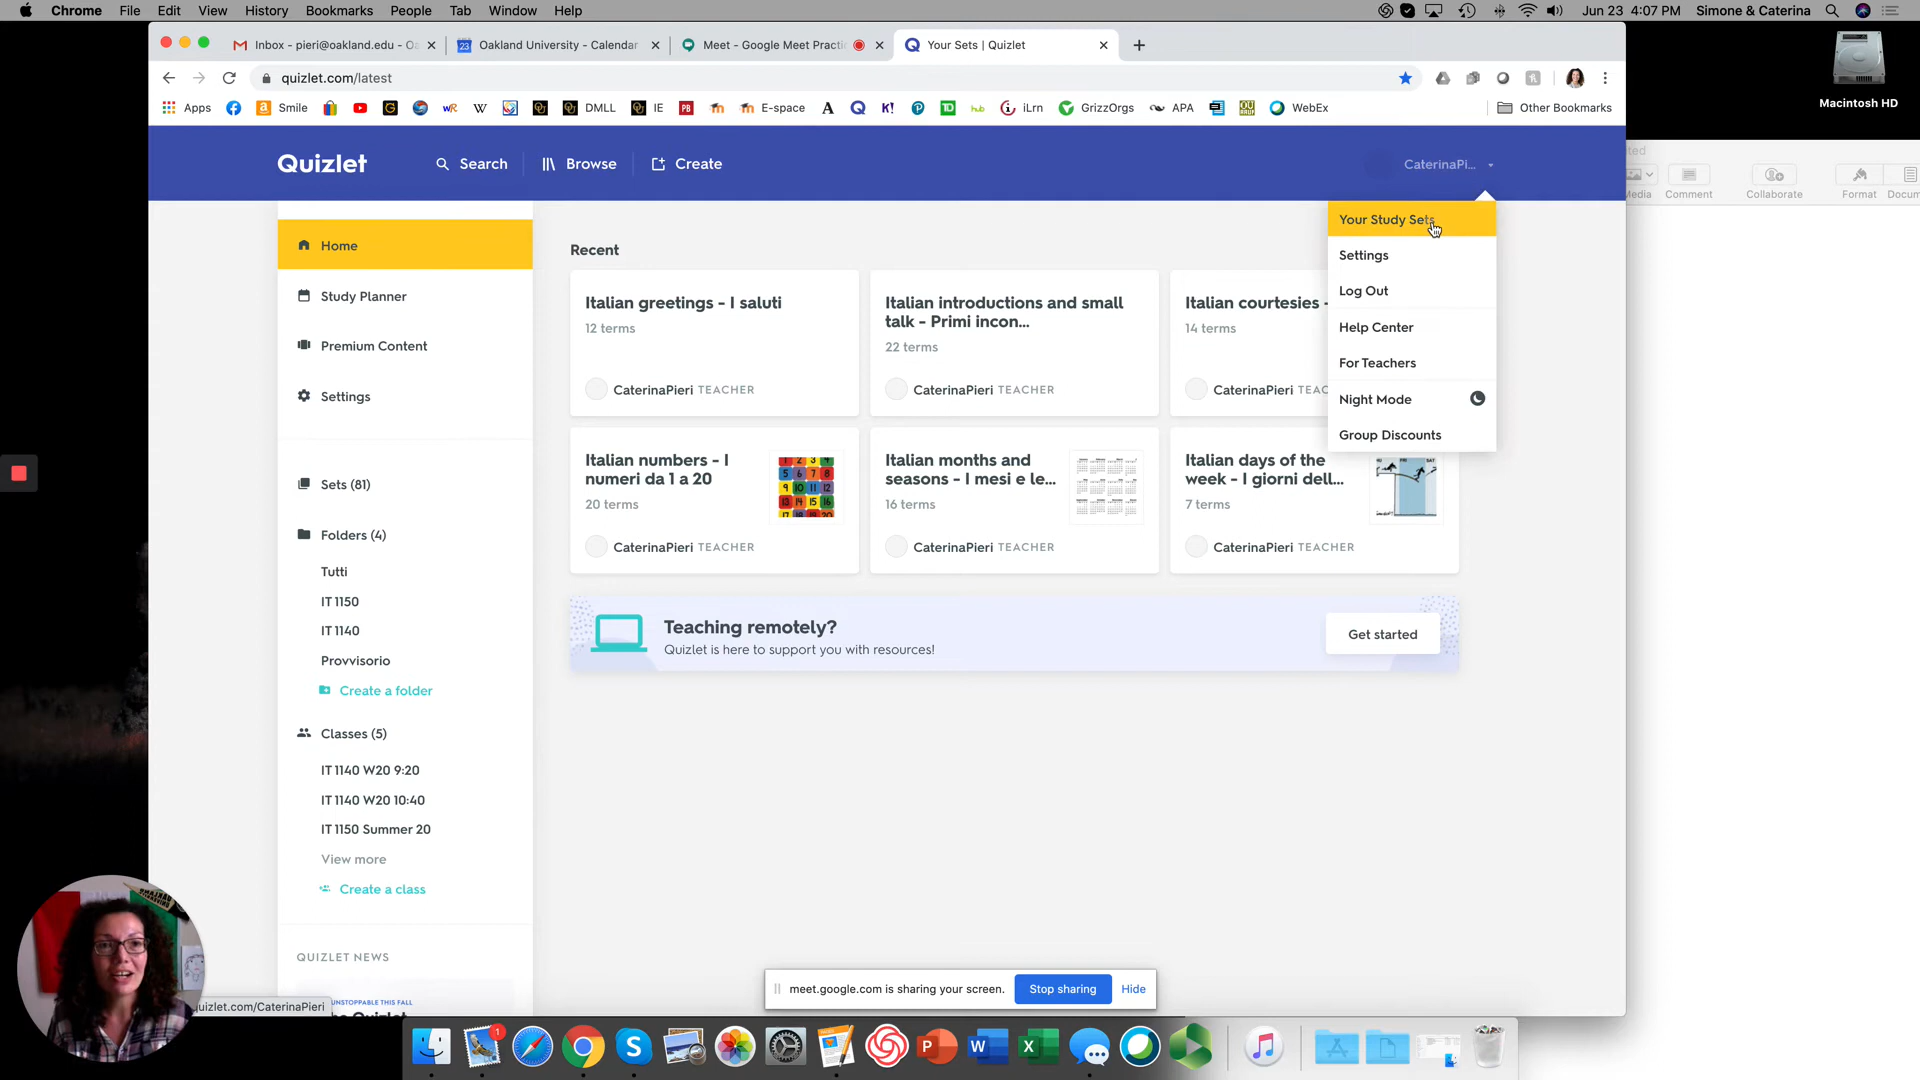 Chrome File Edit View History Bookmarks People Tab Window Help
Jun 23 4:07 PM Simone & Caterina
Inbox - pieri@oakland.edu - O
Oakland University - Calendar
Meet - Google Meet Practi
Your Sets | Quizlet
quizlet.com/latest
Apps Smile DMLL IE E-space iLrn GrizzOrgs APA WebEx Other Bookmarks
Macintosh HD
Comment Collaborate Format
Quizlet Search Browse Create
CaterinaPi...
Your Study Sets
Settings
Log Out
Help Center
For Teachers
Night Mode
Group Discounts
Home
Study Planner
Premium Content
Settings
Sets (81)
Folders (4)
Tutti
IT 1150
IT 1140
Provvisorio
Create a folder
Classes (5)
IT 1140 W20 9:20
IT 1140 W20 10:40
IT 1150 Summer 20
View more
Create a class
QUIZLET NEWS
UNSTOPPABLE THIS FALL
Recent
Italian greetings - I saluti
12 terms
CaterinaPieri TEACHER
Italian introductions and small
talk - Primi incon...
22 terms
CaterinaPieri TEACHER
Italian courtesies -
14 terms
CaterinaPieri TEAC
Italian numbers - I
numeri da 1 a 20
20 terms
CaterinaPieri TEACHER
Italian months and
seasons - I mesi e le...
16 terms
CaterinaPieri TEACHER
Italian days of the
week - I giorni dell...
7 terms
CaterinaPieri TEACHER
Teaching remotely?
Quizlet is here to support you with resources!
Get started
meet.google.com is sharing your screen. Stop sharing Hide
uizlet.com/CaterinaPieri